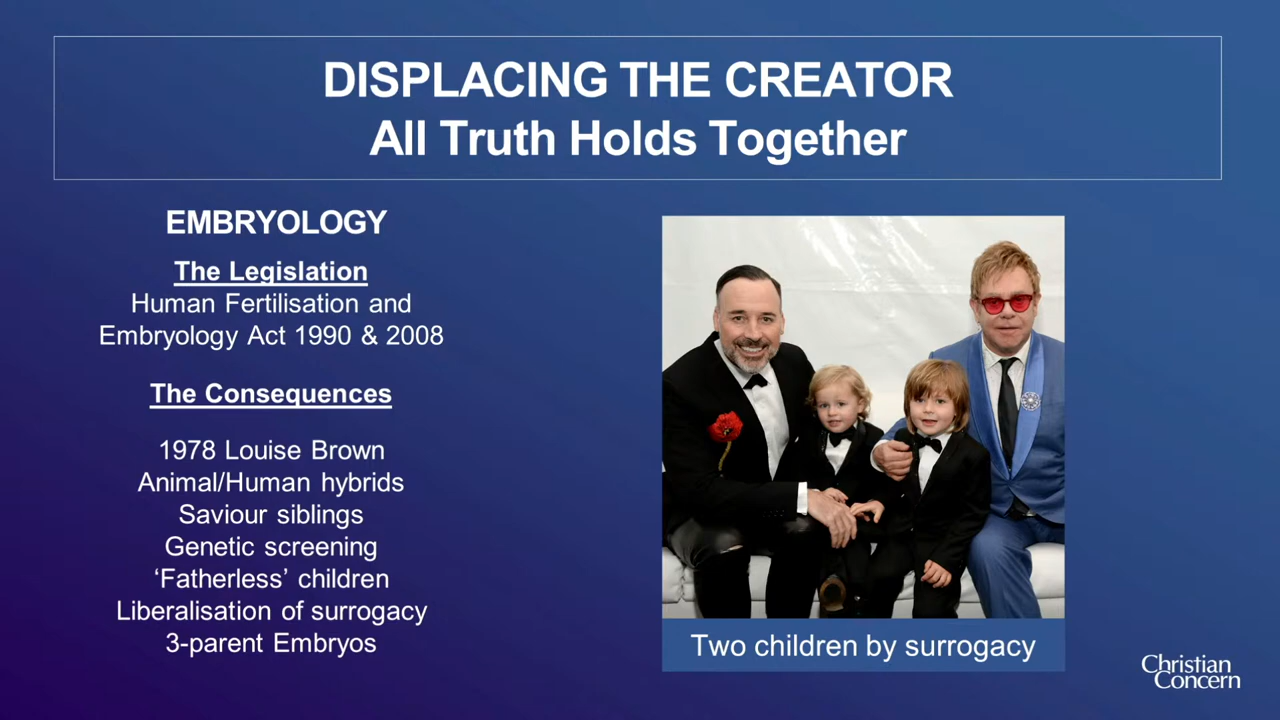 DISPLACING THE CREATOR
All Truth Holds Together
EMBRYOLOGY
The Legislation
Human Fertilisation and
Embryology Act 1990 & 2008
The Consequences
1978 Louise Brown
Animal/Human hybrids
Saviour siblings
Genetic screening
‘Fatherless’ children
Liberalisation of surrogacy
3-parent Embryos
Two children by surrogacy
Christian
Concern